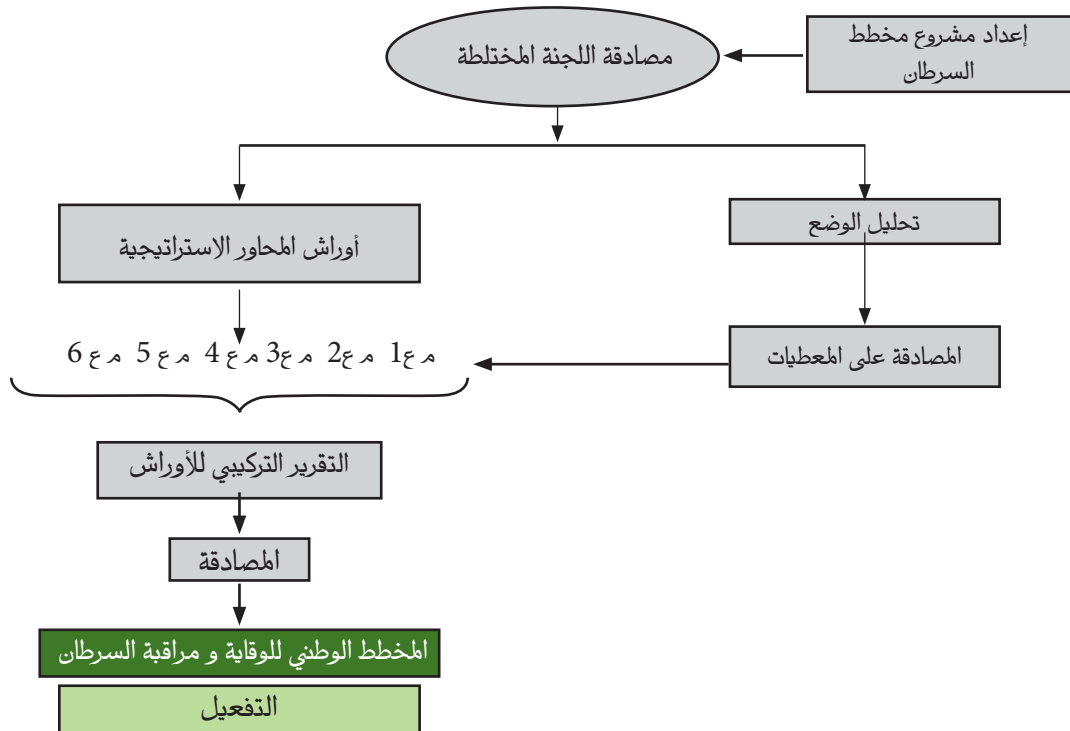 إعداد مشروع مخطط
السرطان
مصادقة اللجنة المختلطة
تحليل الوضع
أوراش المحاور الاستراتيجية
المصادقة على المعطيات
م ع1 م ع2 م ع3 م ع 4 م ع 5 م ع 6
التقرير التركيبي للأوراش
المصادقة
المخطط الوطني للوقاية و مراقبة السرطان
التفعيل